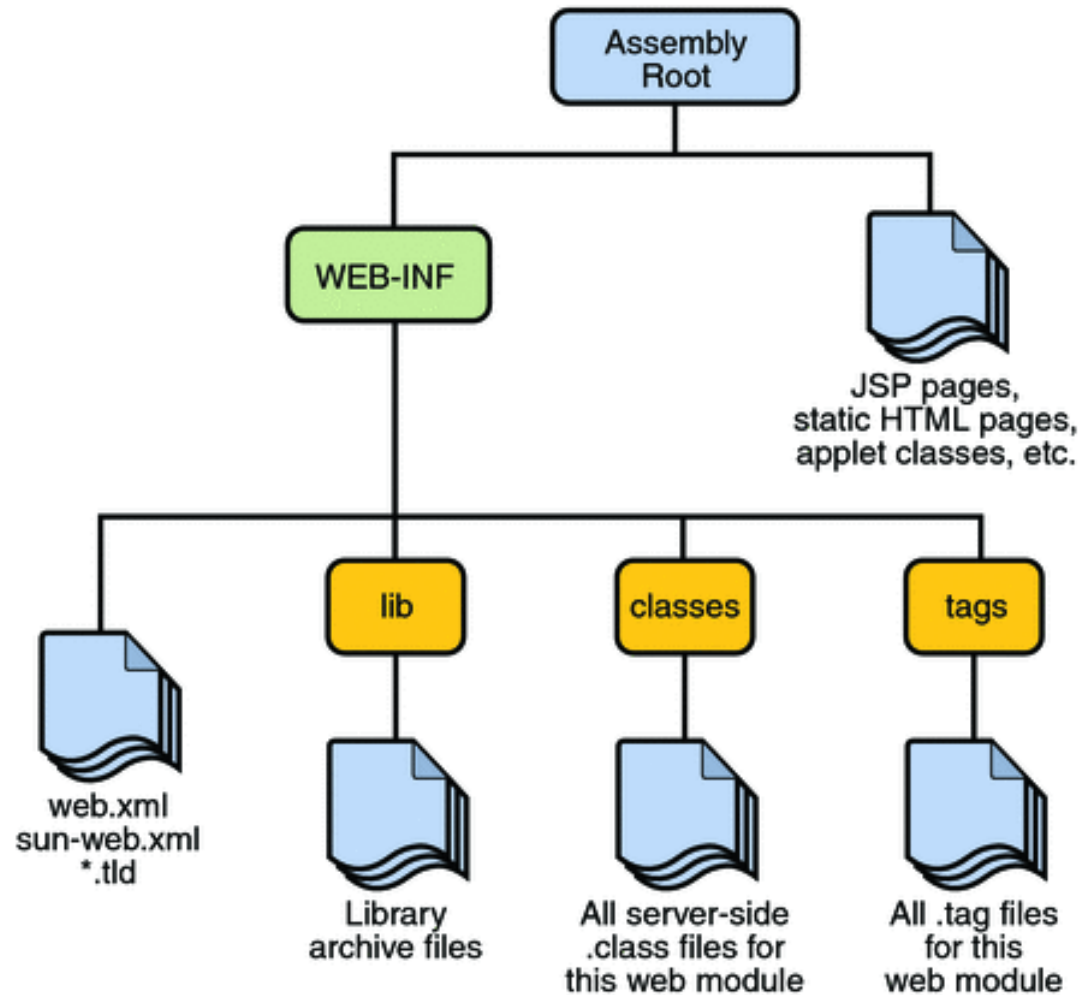 Assembly
Root
WEB-INF
JSP pages,
static HTML pages,
applet classes, etc.
lib
classes
tags
web.xml
sun-web.xml
*.tld
Library
archive files
All server-side
.class files for
this web module
All .tag files
for this
web module